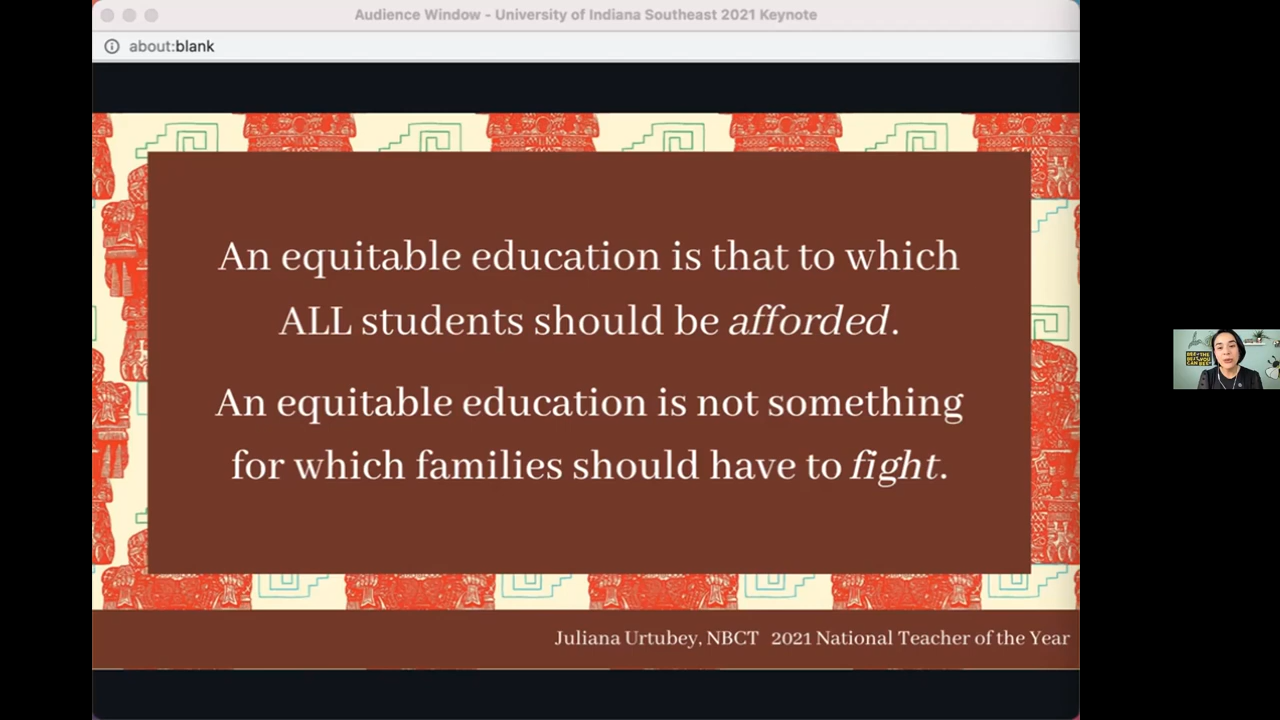 Audience Window - University of Indiana Southeast 2021 Keynote
about:blank
An equitable education is that to which
ALL students should be afforded.
An equitable education is not something
for which families should have to fight.
Juliana Urtubey, NBCT 2021 National Teacher of the Year